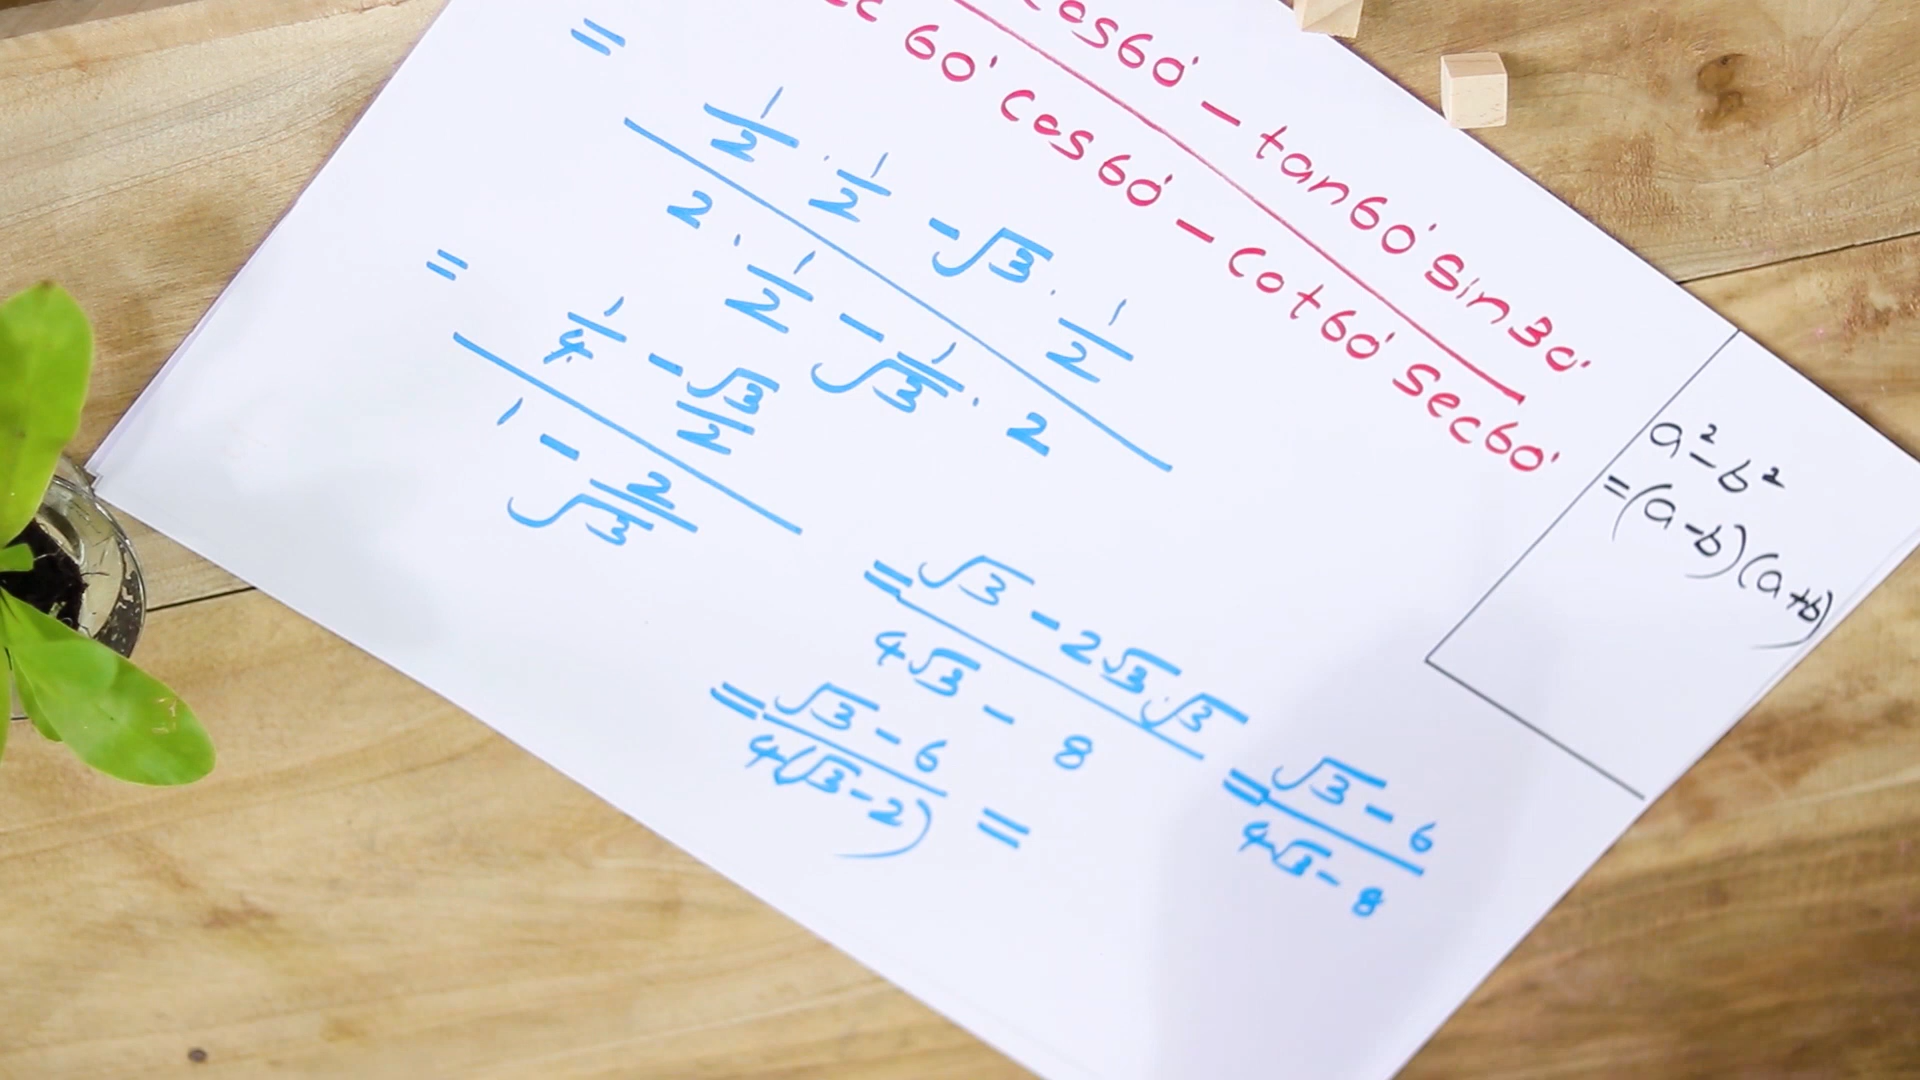 cos60° - tan60° sin30°
60° cos60° - cot60° sec60°
= 1/2 · 1/2 - √3 · 1/2
2 · 1/2 - 1/√3 · 2
= 1/4 - √3/2
1 - 2/√3
= √3 - 2√3·√3
4√3 - 8
= √3 - 6
4√3 - 8
= √3 - 6
4(√3 - 2)
=
a² - b²
= (a - b)(a + b)